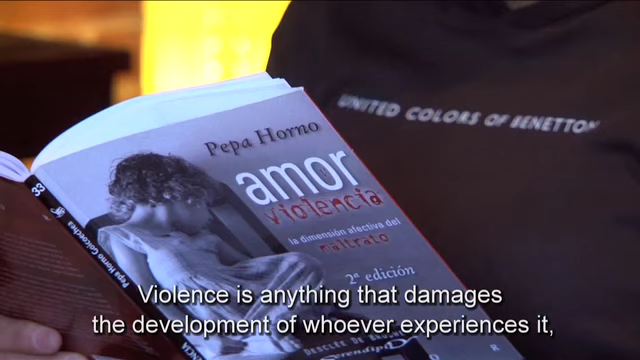 UNITED COLORS OF BENETTON
Pepa Horno
amor
violencia
la dimensión afectiva del
maltrato
2ª edición
33
Pepa Horno Goicoechea
Violence is anything that damages
the development of whoever experiences it,